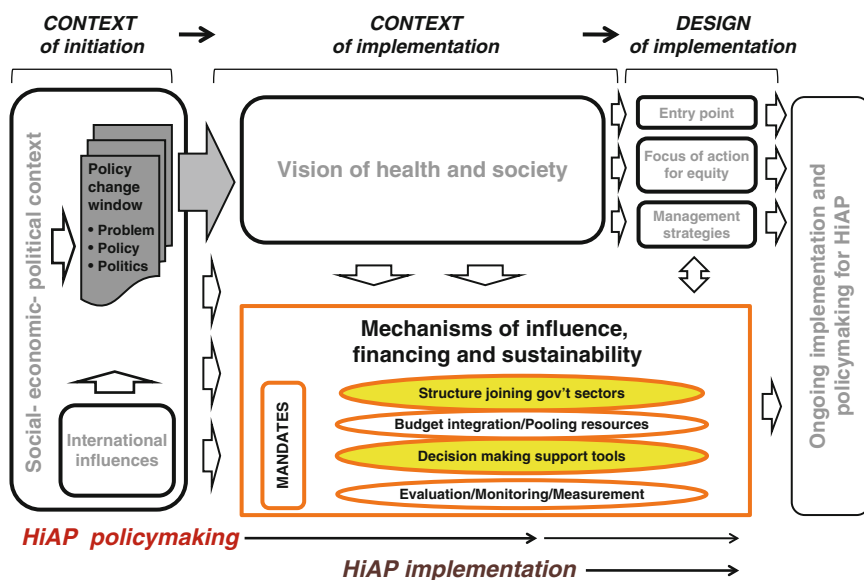 CONTEXT
of initiation
CONTEXT
of implementation
DESIGN
of implementation
Social- economic- political context
Policy
change
window
• Problem
• Policy
• Politics
International
influences
Vision of health and society
Entry point
Focus of action
for equity
Management
strategies
Mechanisms of influence,
financing and sustainability
MANDATES
Structure joining gov't sectors
Budget integration/Pooling resources
Decision making support tools
Evaluation/Monitoring/Measurement
Ongoing implementation and
policymaking for HiAP
HiAP policymaking
HiAP implementation